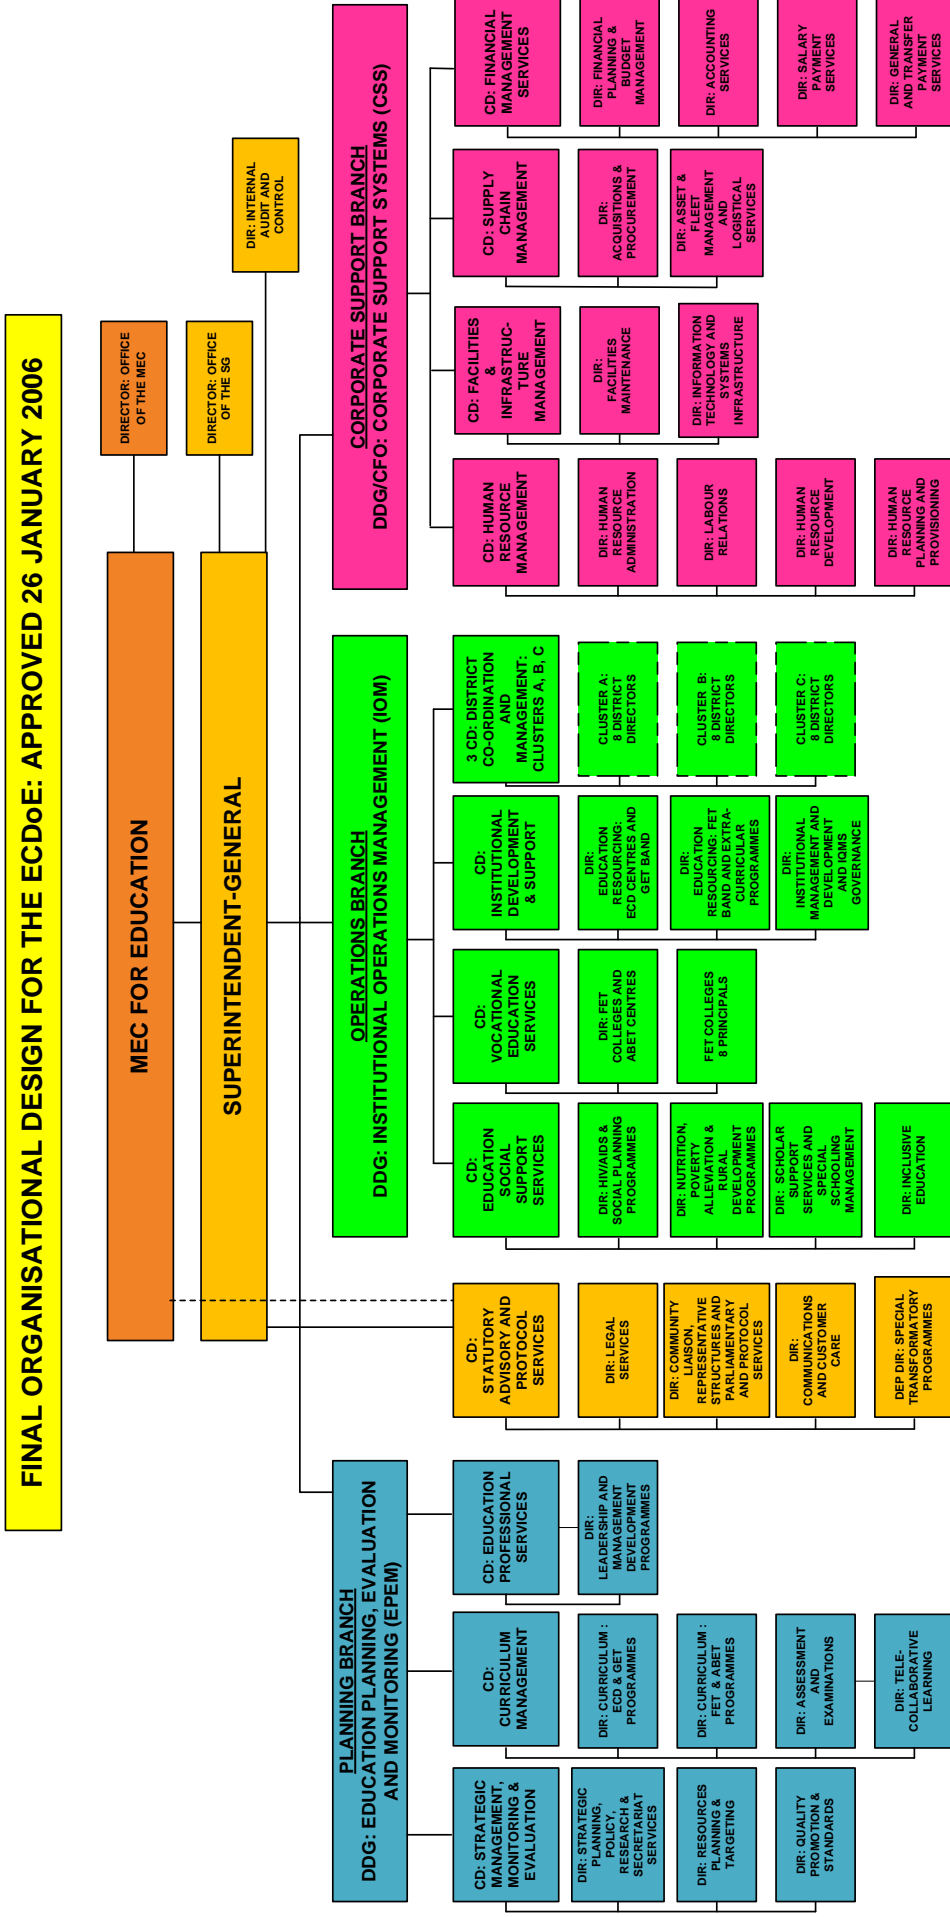 FINAL ORGANISATIONAL DESIGN FOR THE ECDoE: APPROVED 26 JANUARY 2006
MEC FOR EDUCATION
DIRECTOR: OFFICE
OF THE MEC
SUPERINTENDENT-GENERAL
DIRECTOR: OFFICE
OF THE SG
DIR: INTERNAL
AUDIT AND
CONTROL
PLANNING BRANCH
DDG: EDUCATION PLANNING, EVALUATION
AND MONITORING (EPEM)
CD: STRATEGIC
MANAGEMENT,
MONITORING &
EVALUATION
DIR: STRATEGIC
PLANNING,
POLICY,
RESEARCH &
SECRETARIAT
SERVICES
DIR: RESOURCES
PLANNING &
TARGETING
DIR: QUALITY
PROMOTION &
STANDARDS
CD:
CURRICULUM
MANAGEMENT
DIR: CURRICULUM :
ECD & GET
PROGRAMMES
DIR: CURRICULUM :
FET & ABET
PROGRAMMES
DIR: ASSESSMENT
AND
EXAMINATIONS
DIR: TELE-
COLLABORATIVE
LEARNING
CD: EDUCATION
PROFESSIONAL
SERVICES
DIR:
LEADERSHIP AND
MANAGEMENT
DEVELOPMENT
PROGRAMMES
CD:
STATUTORY
ADVISORY AND
PROTOCOL
SERVICES
DIR: LEGAL
SERVICES
DIR: COMMUNITY
LIAISON,
REPRESENTATIVE
STRUCTURES AND
PARLIAMENTARY
AND PROTOCOL
SERVICES
DIR:
COMMUNICATIONS
AND CUSTOMER
CARE
DEP DIR: SPECIAL
TRANSFORMATORY
PROGRAMMES
OPERATIONS BRANCH
DDG: INSTITUTIONAL OPERATIONS MANAGEMENT (IOM)
CD:
EDUCATION
SOCIAL
SUPPORT
SERVICES
DIR: HIV/AIDS &
SOCIAL PLANNING
PROGRAMMES
DIR: NUTRITION,
POVERTY
ALLEVIATION &
RURAL
DEVELOPMENT
PROGRAMMES
DIR: SCHOLAR
SUPPORT
SERVICES AND
SPECIAL
SCHOOLING
MANAGEMENT
DIR: INCLUSIVE
EDUCATION
CD:
VOCATIONAL
EDUCATION
SERVICES
DIR: FET
COLLEGES AND
ABET CENTRES
FET COLLEGES
8 PRINCIPALS
CD:
INSTITUTIONAL
DEVELOPMENT
& SUPPORT
DIR:
EDUCATION
RESOURCING:
ECD CENTRES AND
GET BAND
DIR:
EDUCATION
RESOURCING: FET
BAND AND EXTRA-
CURRICULAR
PROGRAMMES
DIR:
INSTITUTIONAL
MANAGEMENT AND
DEVELOPMENT
AND IQMS
GOVERNANCE
3 CD: DISTRICT
CO-ORDINATION
AND
MANAGEMENT:
CLUSTERS A, B, C
CLUSTER A:
8 DISTRICT
DIRECTORS
CLUSTER B:
8 DISTRICT
DIRECTORS
CLUSTER C:
8 DISTRICT
DIRECTORS
CORPORATE SUPPORT BRANCH
DDG/CFO: CORPORATE SUPPORT SYSTEMS (CSS)
CD: HUMAN
RESOURCE
MANAGEMENT
DIR: HUMAN
RESOURCE
ADMINISTRATION
DIR: LABOUR
RELATIONS
DIR: HUMAN
RESOURCE
DEVELOPMENT
DIR: HUMAN
RESOURCE
PLANNING AND
PROVISIONING
CD: FACILITIES
&
INFRASTRUC-
TURE
MANAGEMENT
DIR:
FACILITIES
MAINTENANCE
DIR: INFORMATION
TECHNOLOGY AND
SYSTEMS
INFRASTRUCTURE
CD: SUPPLY
CHAIN
MANAGEMENT
DIR:
ACQUISITIONS &
PROCUREMENT
DIR: ASSET &
FLEET
MANAGEMENT
AND
LOGISTICAL
SERVICES
CD: FINANCIAL
MANAGEMENT
SERVICES
DIR: FINANCIAL
PLANNING &
BUDGET
MANAGEMENT
DIR: ACCOUNTING
SERVICES
DIR: SALARY
PAYMENT
SERVICES
DIR: GENERAL
AND TRANSFER
PAYMENT
SERVICES